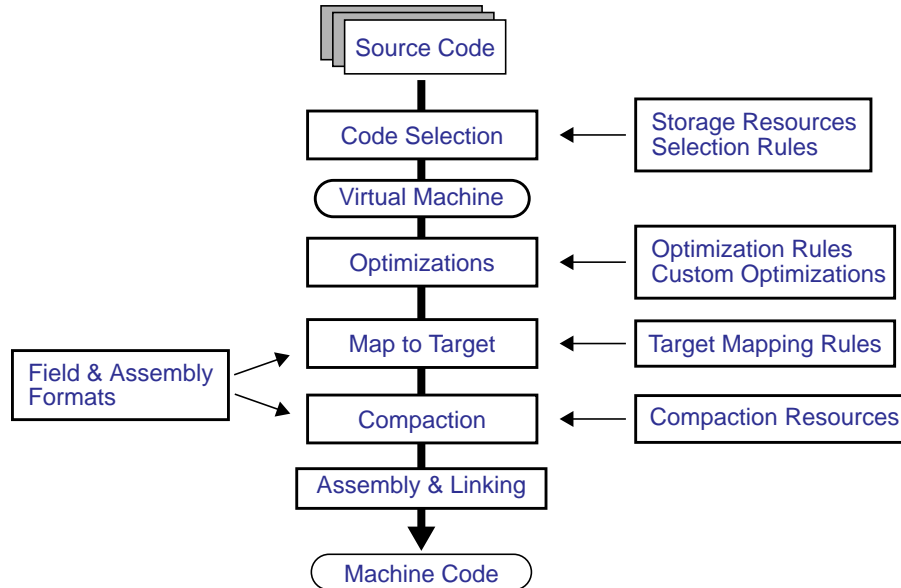 Source Code
Code Selection
Storage Resources
Selection Rules
Virtual Machine
Optimizations
Optimization Rules
Custom Optimizations
Map to Target
Target Mapping Rules
Field & Assembly
Formats
Compaction
Compaction Resources
Assembly & Linking
Machine Code